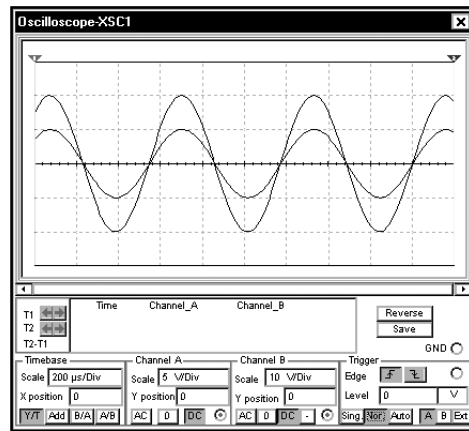 Oscilloscope-XSC1
Time Channel_A Channel_B
T1
T2
T2-T1
Reverse
Save
GND
Timebase
Scale 200 µs/Div
X position 0
Y/T Add B/A A/B
Channel A
Scale 5 V/Div
Y position 0
AC 0 DC
Channel B
Scale 10 V/Div
Y position 0
AC 0 DC -
Trigger
Edge
Level 0 V
Sing. Nor. Auto A B Ext